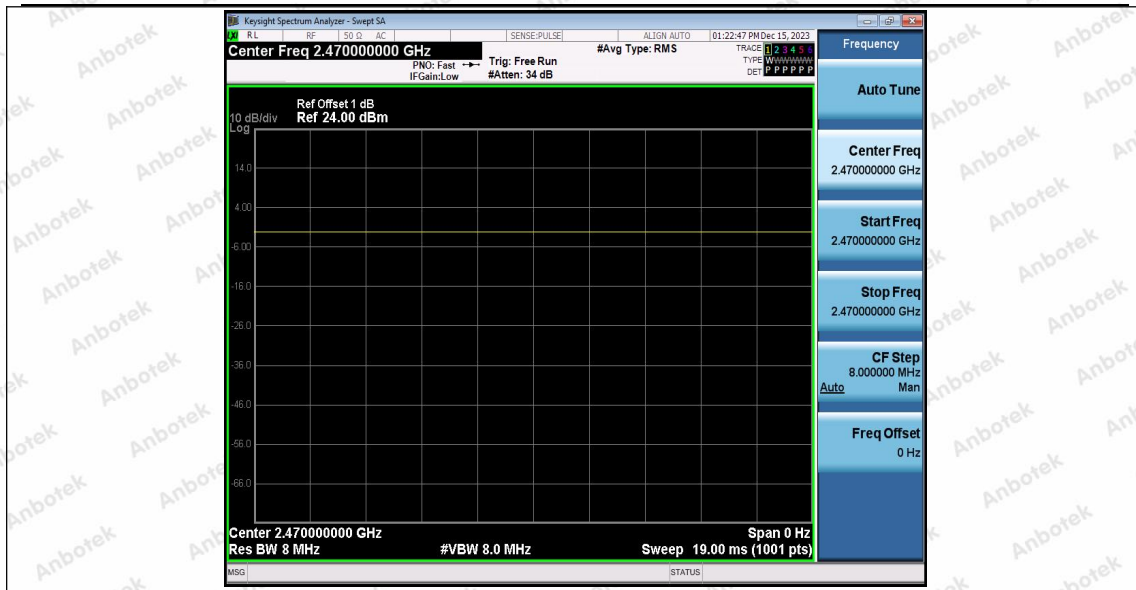 Keysight Spectrum Analyzer - Swept SA
LXI RL RF 50 Ω AC SENSE:PULSE ALIGN AUTO 01:22:47 PM Dec 15, 2023
Center Freq 2.470000000 GHz
PNO: Fast
IFGain:Low
Trig: Free Run
#Atten: 34 dB
#Avg Type: RMS
TRACE 1 2 3 4 5 6
TYPE WWWWWW
DET P P P P P P
Ref Offset 1 dB
10 dB/div Ref 24.00 dBm
Log
14.0
4.00
-6.00
-16.0
-26.0
-36.0
-46.0
-56.0
-66.0
Center 2.470000000 GHz Span 0 Hz
Res BW 8 MHz #VBW 8.0 MHz Sweep 19.00 ms (1001 pts)
MSG STATUS
Frequency
Auto Tune
Center Freq
2.470000000 GHz
Start Freq
2.470000000 GHz
Stop Freq
2.470000000 GHz
CF Step
8.000000 MHz
Auto Man
Freq Offset
0 Hz
Anbotek